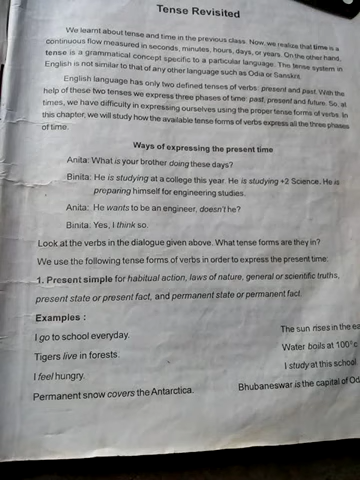 Tense Revisited
We learnt about tense and time in the previous class. Now, we realise that time is a
continuous flow measured in seconds, minutes, hours, days, or years. On the other hand,
tense is a grammatical concept specific to a particular language. The tense system in
English is not similar to that of any other language such as Odia or Sanskrit.
English language has only two defined tenses of verbs: present and past. With the
help of these two tenses we express three phases of time: past, present and future. So, at
times, we have difficulty in expressing ourselves using the proper tense forms of verbs. In
this chapter, we will study how the available tense forms of verbs express all the three phases
of time.
Ways of expressing the present time
Anita: What is your brother doing these days?
Binita: He is studying at a college this year. He is studying +2 Science. He is
preparing himself for engineering studies.
Anita: He wants to be an engineer, doesn't he?
Binita: Yes, I think so.
Look at the verbs in the dialogue given above. What tense forms are they in?
We use the following tense forms of verbs in order to express the present time:
1. Present simple for habitual action, laws of nature, general or scientific truths,
present state or present fact, and permanent state or permanent fact.
Examples :
I go to school everyday. The sun rises in the ea
Tigers live in forests. Water boils at 100°c
I feel hungry. I study at this school.
Permanent snow covers the Antarctica. Bhubaneswar is the capital of Od